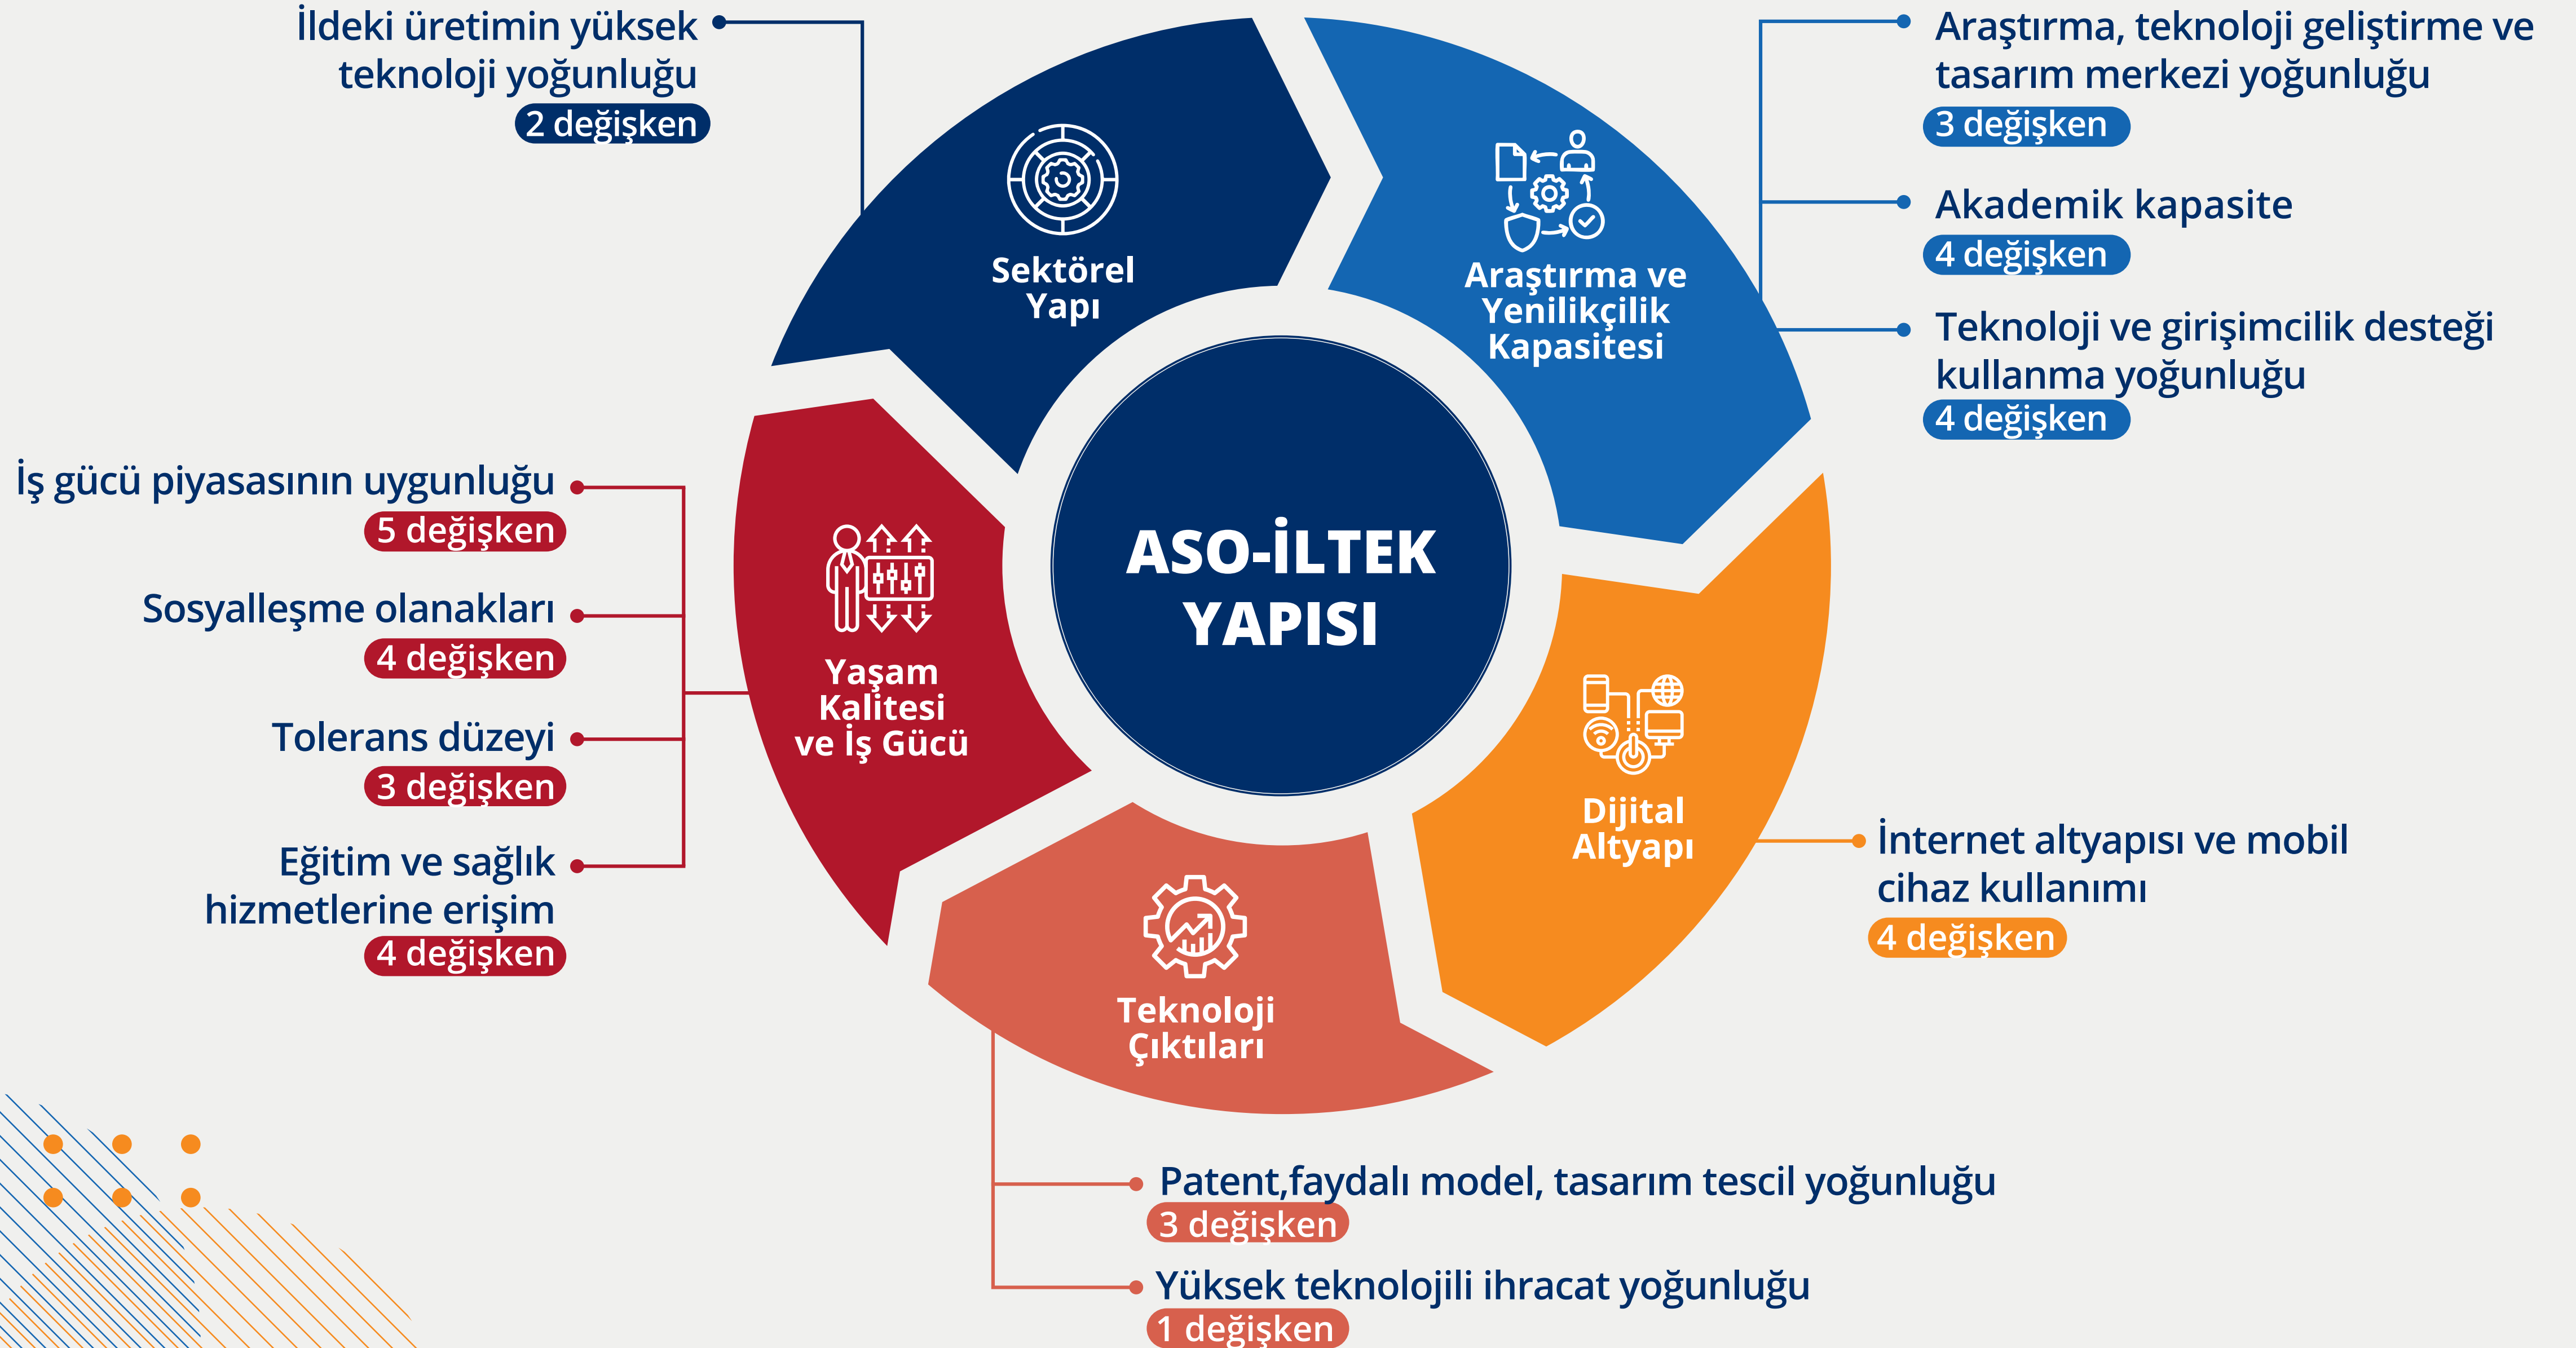 İldeki üretimin yüksek
teknoloji yoğunluğu
2 değişken
Sektörel
Yapı
Araştırma ve
Yenilikçilik
Kapasitesi
Araştırma, teknoloji geliştirme ve
tasarım merkezi yoğunluğu
3 değişken
Akademik kapasite
4 değişken
Teknoloji ve girişimcilik desteği
kullanma yoğunluğu
4 değişken
İş gücü piyasasının uygunluğu
5 değişken
Sosyalleşme olanakları
4 değişken
Tolerans düzeyi
3 değişken
Eğitim ve sağlık
hizmetlerine erişim
4 değişken
Yaşam
Kalitesi
ve İş Gücü
ASO-İLTEK
YAPISI
Dijital
Altyapı
İnternet altyapısı ve mobil
cihaz kullanımı
4 değişken
Teknoloji
Çıktıları
Patent,faydalı model, tasarım tescil yoğunluğu
3 değişken
Yüksek teknolojili ihracat yoğunluğu
1 değişken